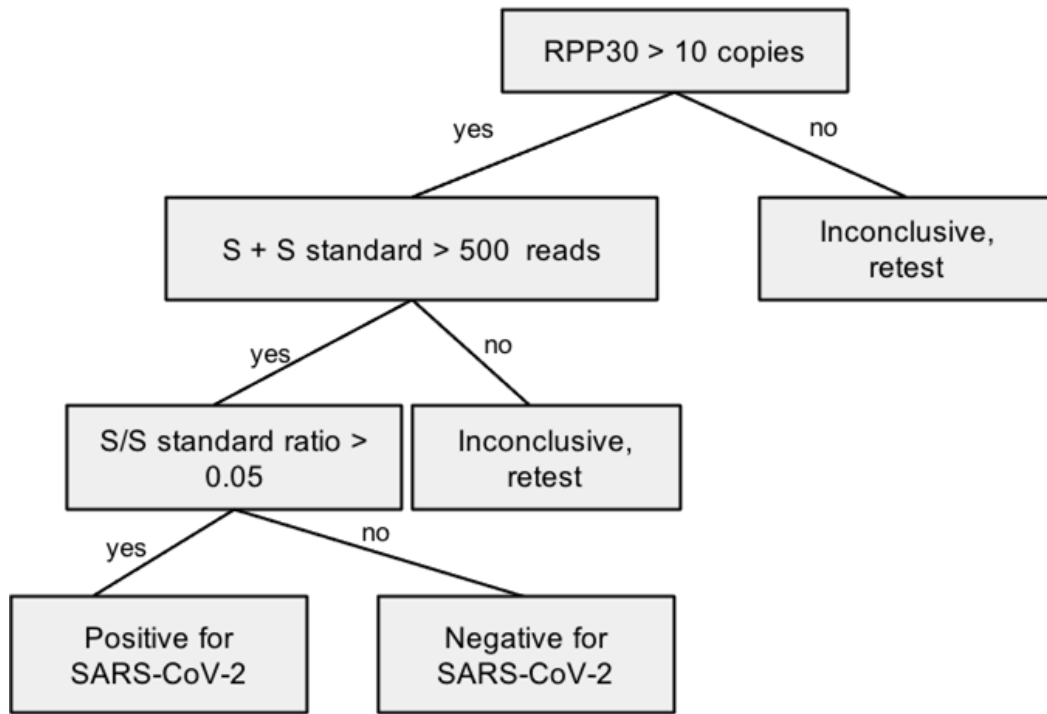 RPP30 > 10 copies
yes
no
S + S standard > 500 reads
Inconclusive,
retest
yes
no
S/S standard ratio >
0.05
Inconclusive,
retest
yes
no
Positive for
SARS-CoV-2
Negative for
SARS-CoV-2